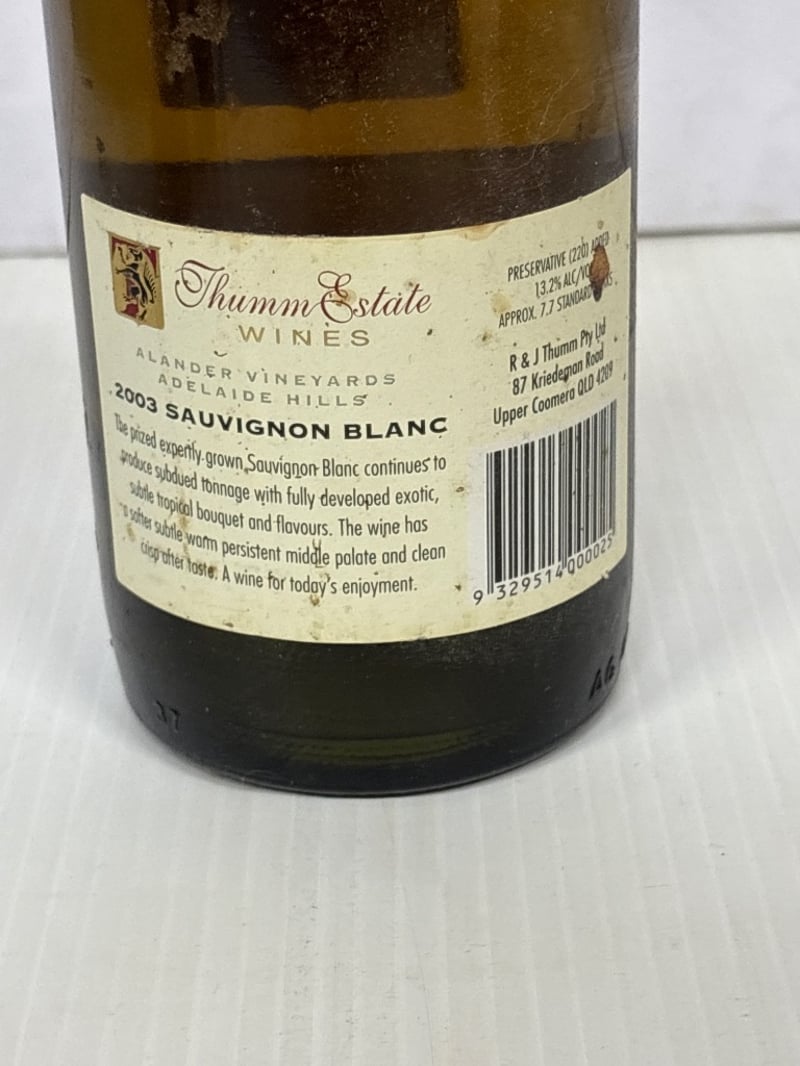 Thumm Estate
WINES
ALANDER VINEYARDS
ADELAIDE HILLS
2003 SAUVIGNON BLANC
The prized expertly grown Sauvignon Blanc continues to
produce subdued tonnage with fully developed exotic,
subtle tropical bouquet and flavours. The wine has
a softer subtle warm persistent middle palate and clean
crisp after taste. A wine for today's enjoyment.
PRESERVATIVE (220) ADDED
13.2% ALC/VOL
APPROX. 7.7 STANDARD
R & J Thumm Pty Ltd
87 Kriedeman Road
Upper Coomera QLD 4209
9 329514 000025
37
AG